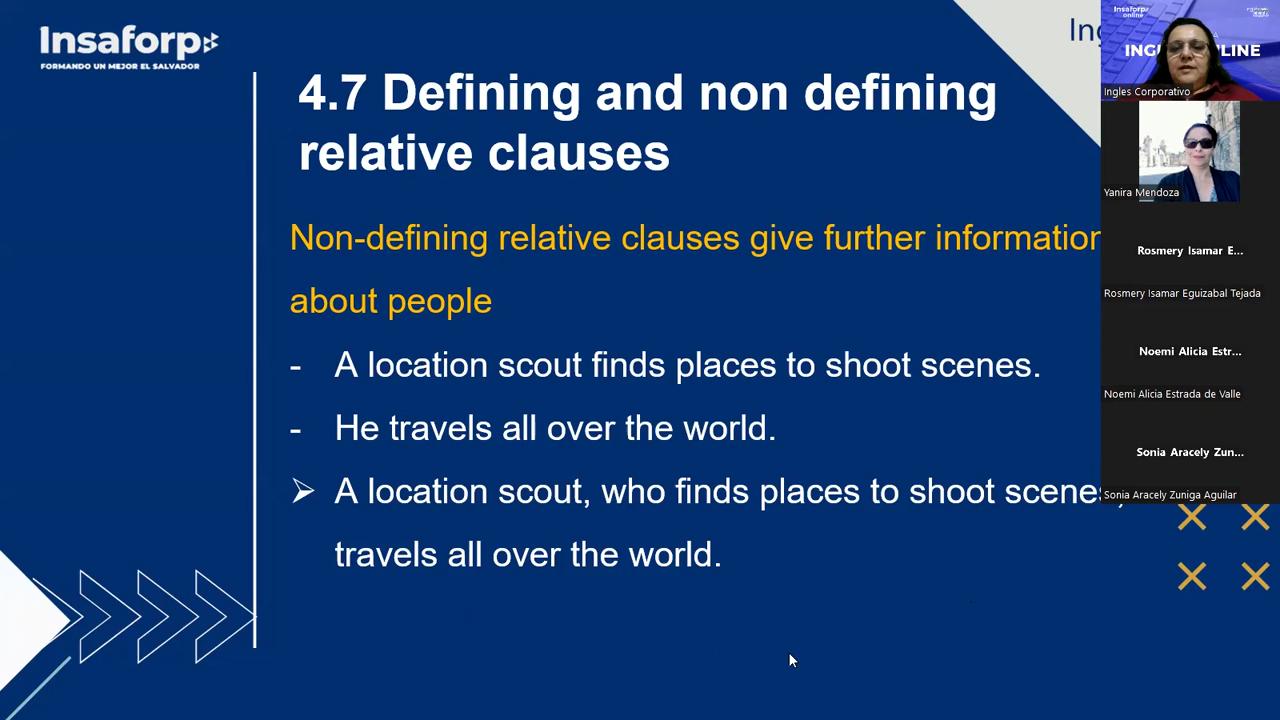 Insaforp
FORMANDO UN MEJOR EL SALVADOR
4.7 Defining and non defining
relative clauses
Non-defining relative clauses give further information
about people
- A location scout finds places to shoot scenes.
- He travels all over the world.
➢ A location scout, who finds places to shoot scenes,
travels all over the world.
Insaforp
online
Ingles Corporativo
Yanira Mendoza
Rosmery Isamar E...
Rosmery Isamar Eguizabal Tejada
Noemi Alicia Estr...
Noemi Alicia Estrada de Valle
Sonia Aracely Zun...
Sonia Aracely Zuniga Aguilar